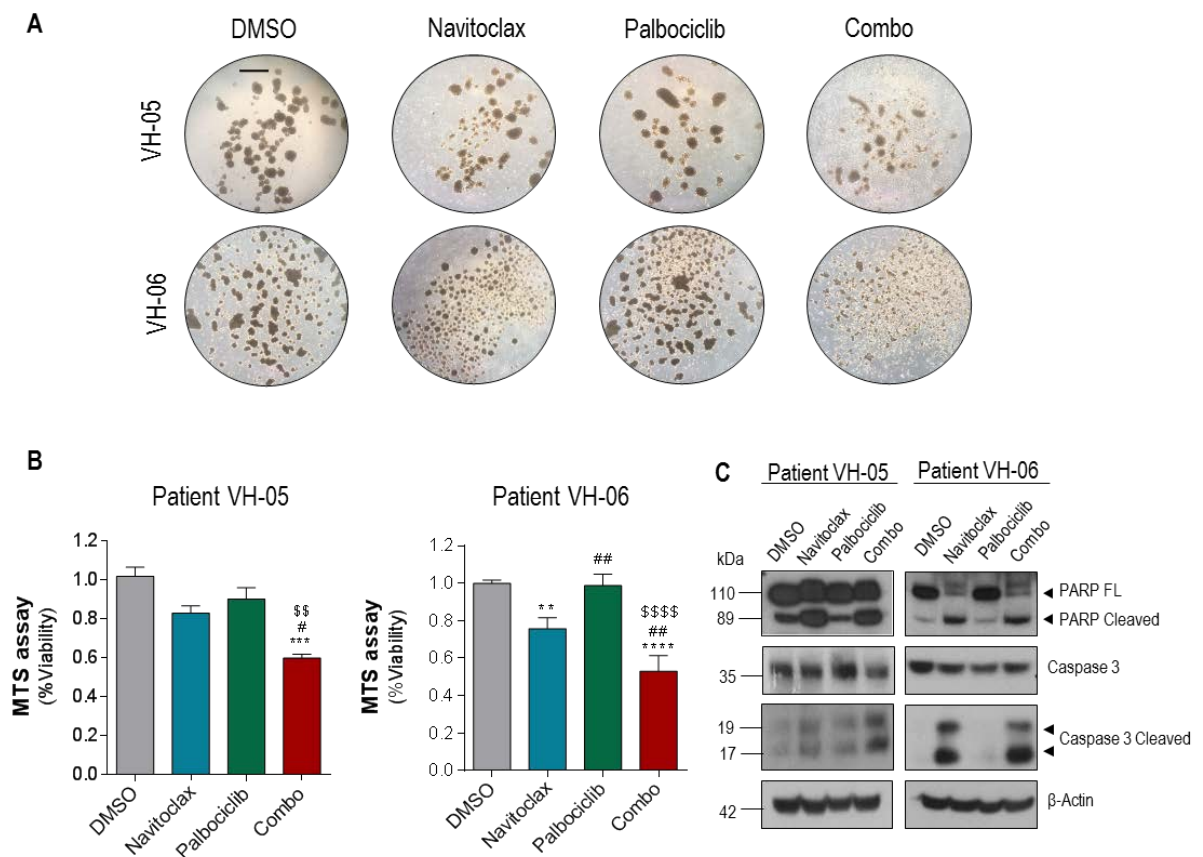 A
DMSO Navitoclax Palbociclib Combo
VH-05
VH-06
B
Patient VH-05
MTS assay
(%Viability)
1.2
1.0
0.8
0.6
0.4
0.2
0.0
$$
#
***
DMSO
Navitoclax
Palbociclib
Combo
Patient VH-06
MTS assay
(%Viability)
1.2
1.0
0.8
0.6
0.4
0.2
0.0
**
##
$$$$
##
****
DMSO
Navitoclax
Palbociclib
Combo
C
Patient VH-05 Patient VH-06
kDa DMSO Navitoclax Palbociclib Combo DMSO Navitoclax Palbociclib Combo
110 PARP FL
89 PARP Cleaved
35 Caspase 3
19
17 Caspase 3 Cleaved
42 β-Actin